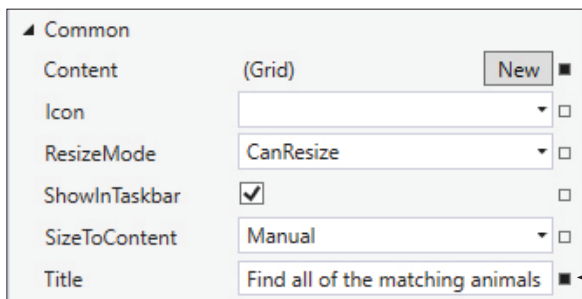 Common
Content (Grid) New
Icon
ResizeMode CanResize
ShowInTaskbar
SizeToContent Manual
Title Find all of the matching animals